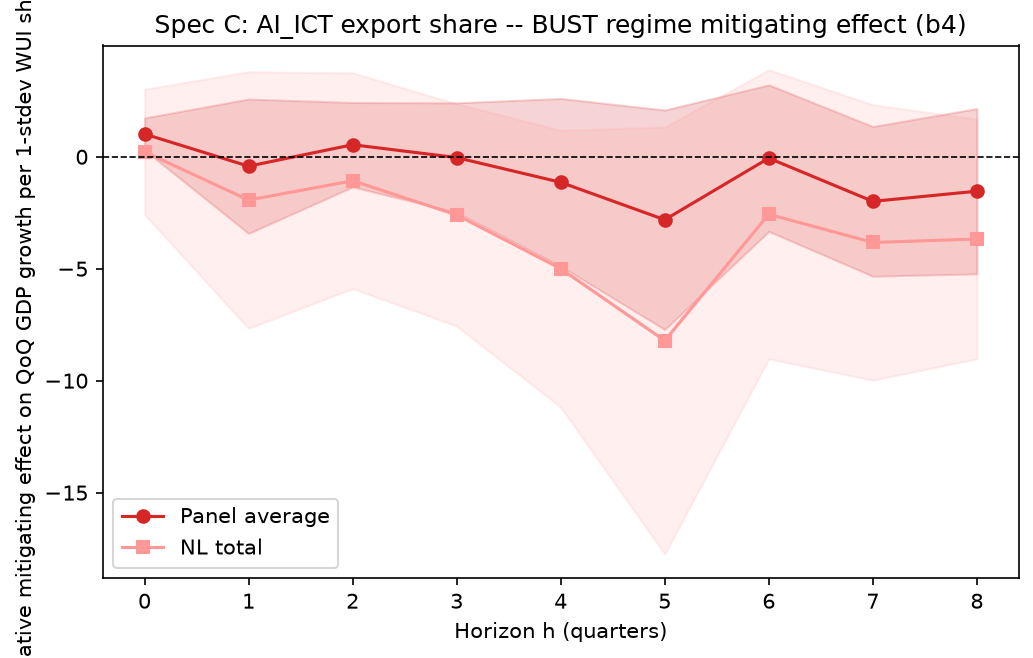 Spec C: AI_ICT export share -- BUST regime mitigating effect (b4)
mitigating effect on QoQ GDP growth per 1-stdev WUI
0
−5
−10
−15
Panel average
NL total
0 1 2 3 4 5 6 7 8
Horizon h (quarters)